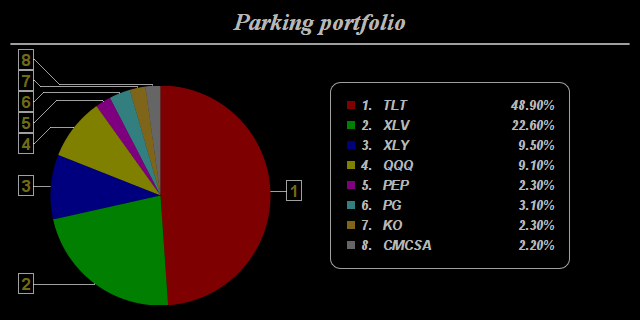 Parking portfolio
8
7
6
5
4
3
2
1
1. TLT 48.90%
2. XLV 22.60%
3. XLY 9.50%
4. QQQ 9.10%
5. PEP 2.30%
6. PG 3.10%
7. KO 2.30%
8. CMCSA 2.20%